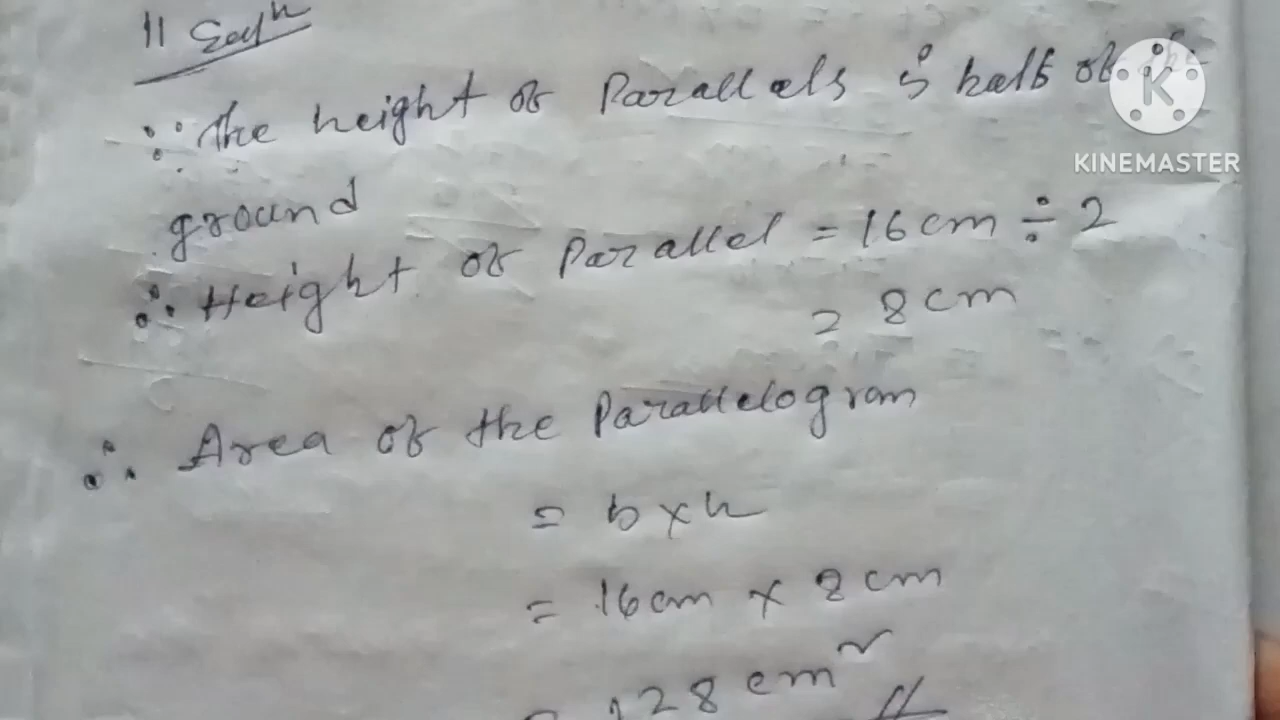 11 Solⁿ
∵ The height of Parallels is half of the
ground
∴ Height of Parallel = 16 cm ÷ 2
= 8 cm
∴ Area of the Parallelogram
= b × h
= 16 cm × 8 cm
= 128 cm²
K
KINEMASTER